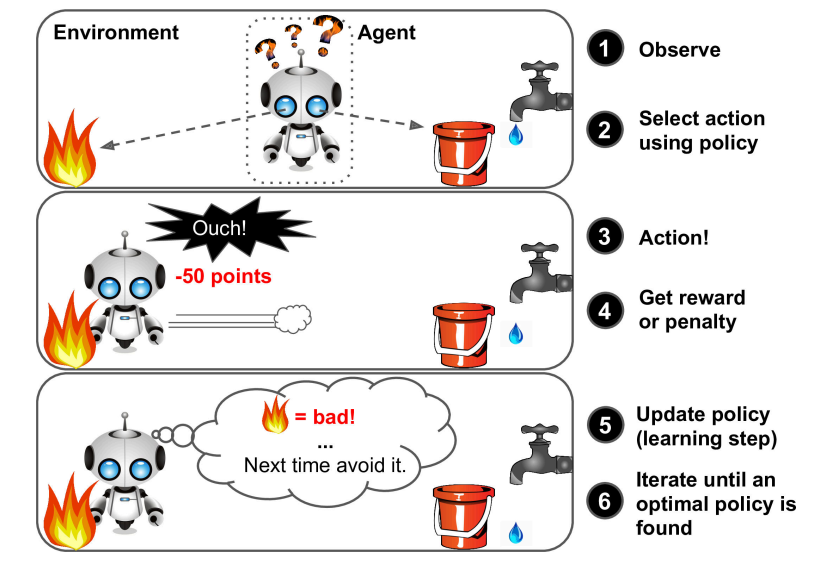 Environment
Agent
? ? ?
1 Observe
2 Select action
using policy
Ouch!
-50 points
3 Action!
4 Get reward
or penalty
= bad!
...
Next time avoid it.
5 Update policy
(learning step)
6 Iterate until an
optimal policy is
found